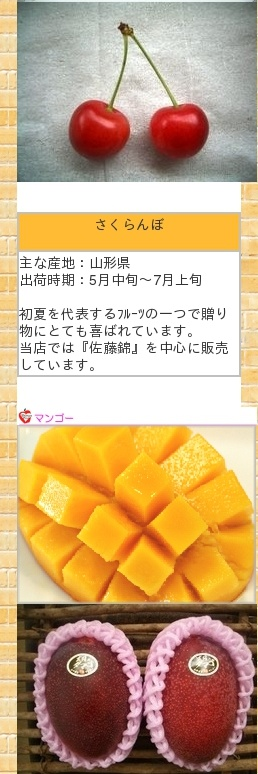 さくらんぼ
主な産地：山形県
出荷時期：5月中旬～7月上旬
初夏を代表するﾌﾙｰﾂの一つで贈り
物にとても喜ばれています。
当店では『佐藤錦』を中心に販売
しています。
マンゴー